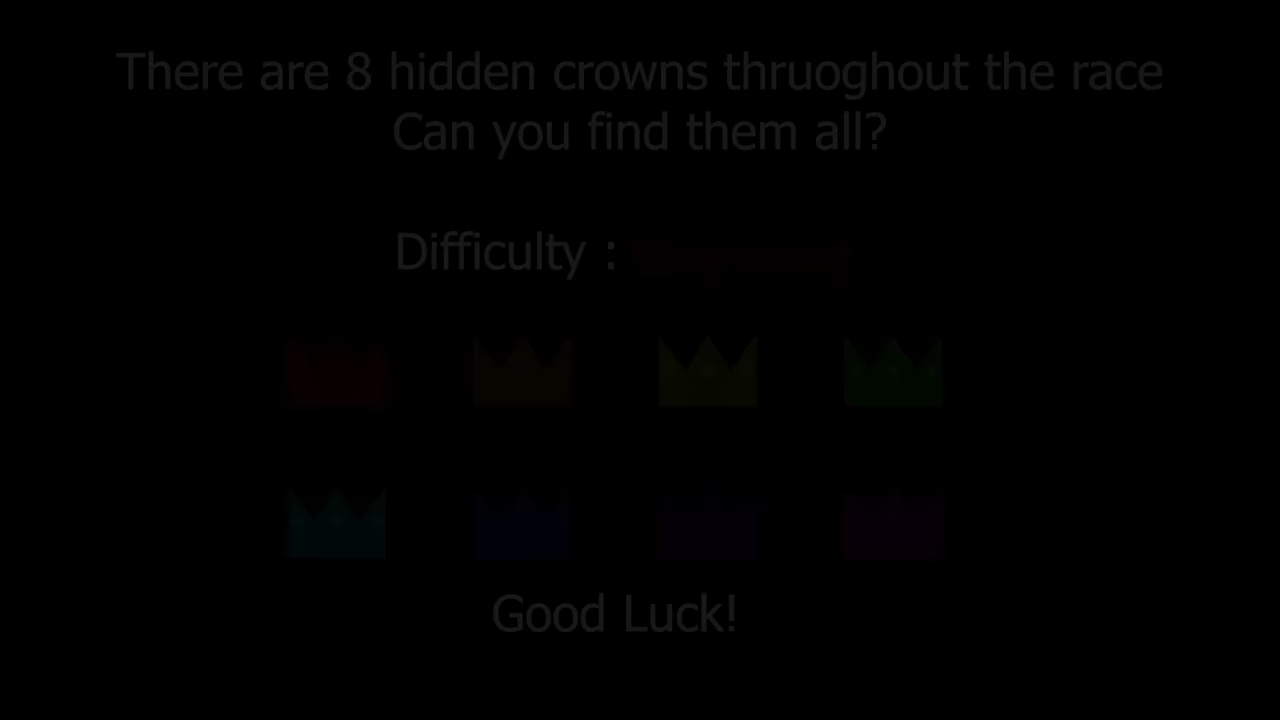 There are 8 hidden crowns thruoghout the race
Can you find them all?
Difficulty :
Good Luck!